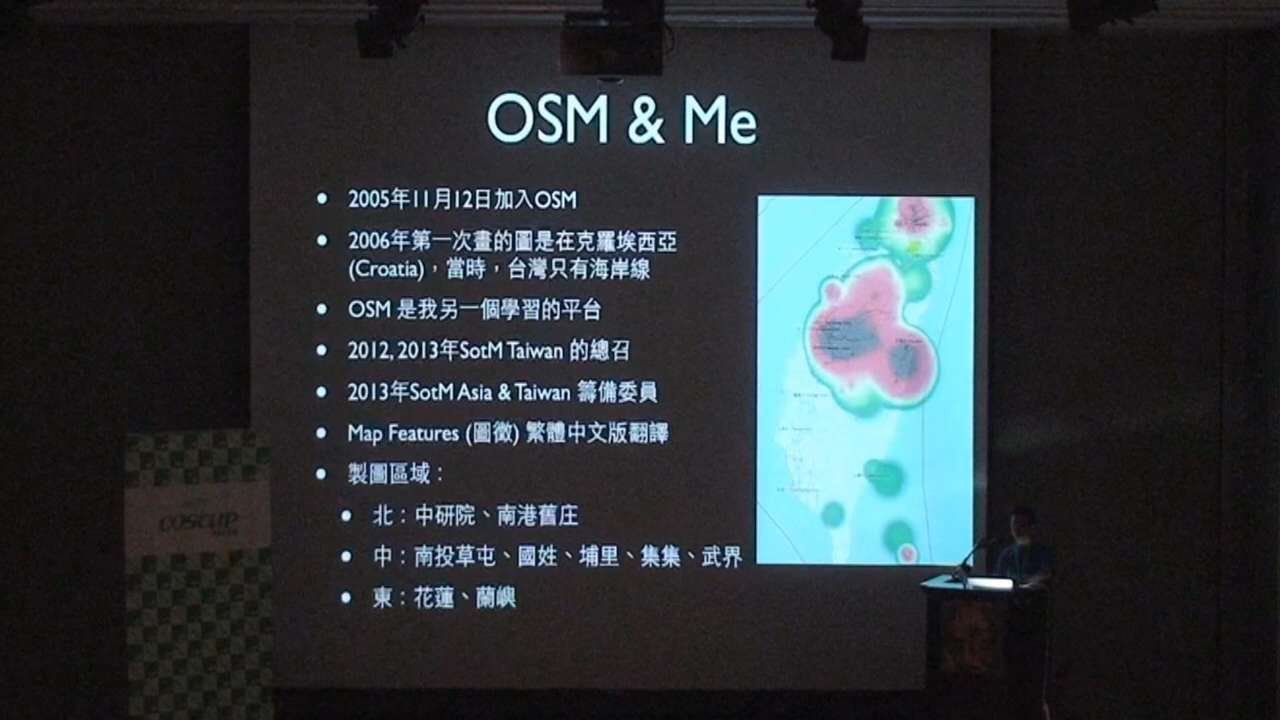 OSM & Me
• 2005年11月12日加入OSM
• 2006年第一次畫的圖是在克羅埃西亞
(Croatia)，當時，台灣只有海岸線
• OSM 是我另一個學習的平台
• 2012, 2013年SotM Taiwan 的總召
• 2013年SotM Asia & Taiwan 籌備委員
• Map Features (圖徵) 繁體中文版翻譯
• 製圖區域：
• 北：中研院、南港舊庄
• 中：南投草屯、國姓、埔里、集集、武界
• 東：花蓮、蘭嶼
COSCUP